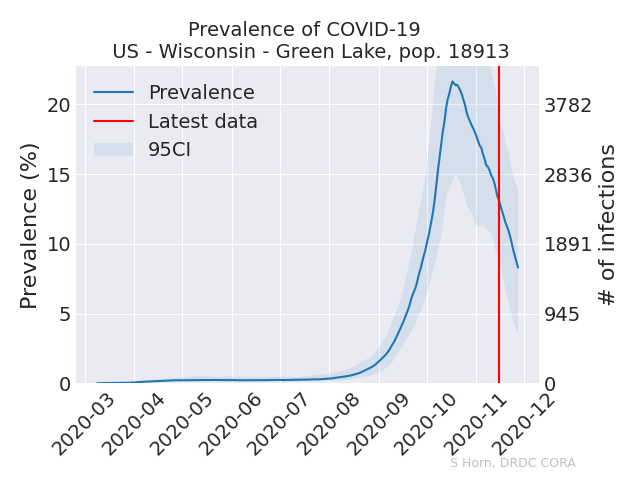 Prevalence of COVID-19
US - Wisconsin - Green Lake, pop. 18913
Prevalence
Latest data
95CI
Prevalence (%)
20
15
10
5
0
3782
2836
1891
945
0
# of infections
2020-03
2020-04
2020-05
2020-06
2020-07
2020-08
2020-09
2020-10
2020-11
2020-12
S Horn, DRDC CORA